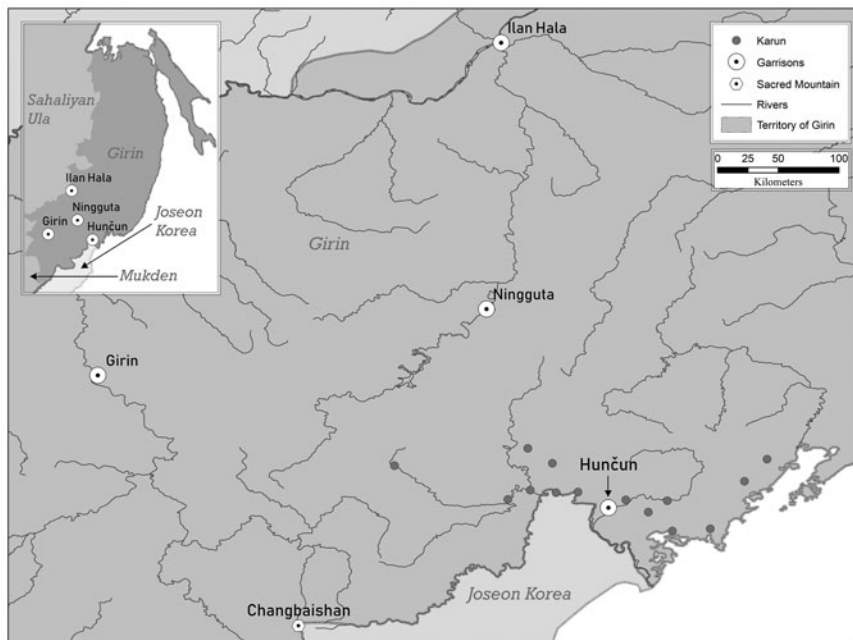 Sahaliyan
Ula
Girin
Ilan Hala
Ningguta
Girin
Hunčun
Joseon
Korea
Mukden
Ilan Hala
Karun
Garrisons
Sacred Mountain
Rivers
Territory of Girin
0 25 50 100
Kilometers
Girin
Ningguta
Girin
Hunčun
Joseon Korea
Changbaishan